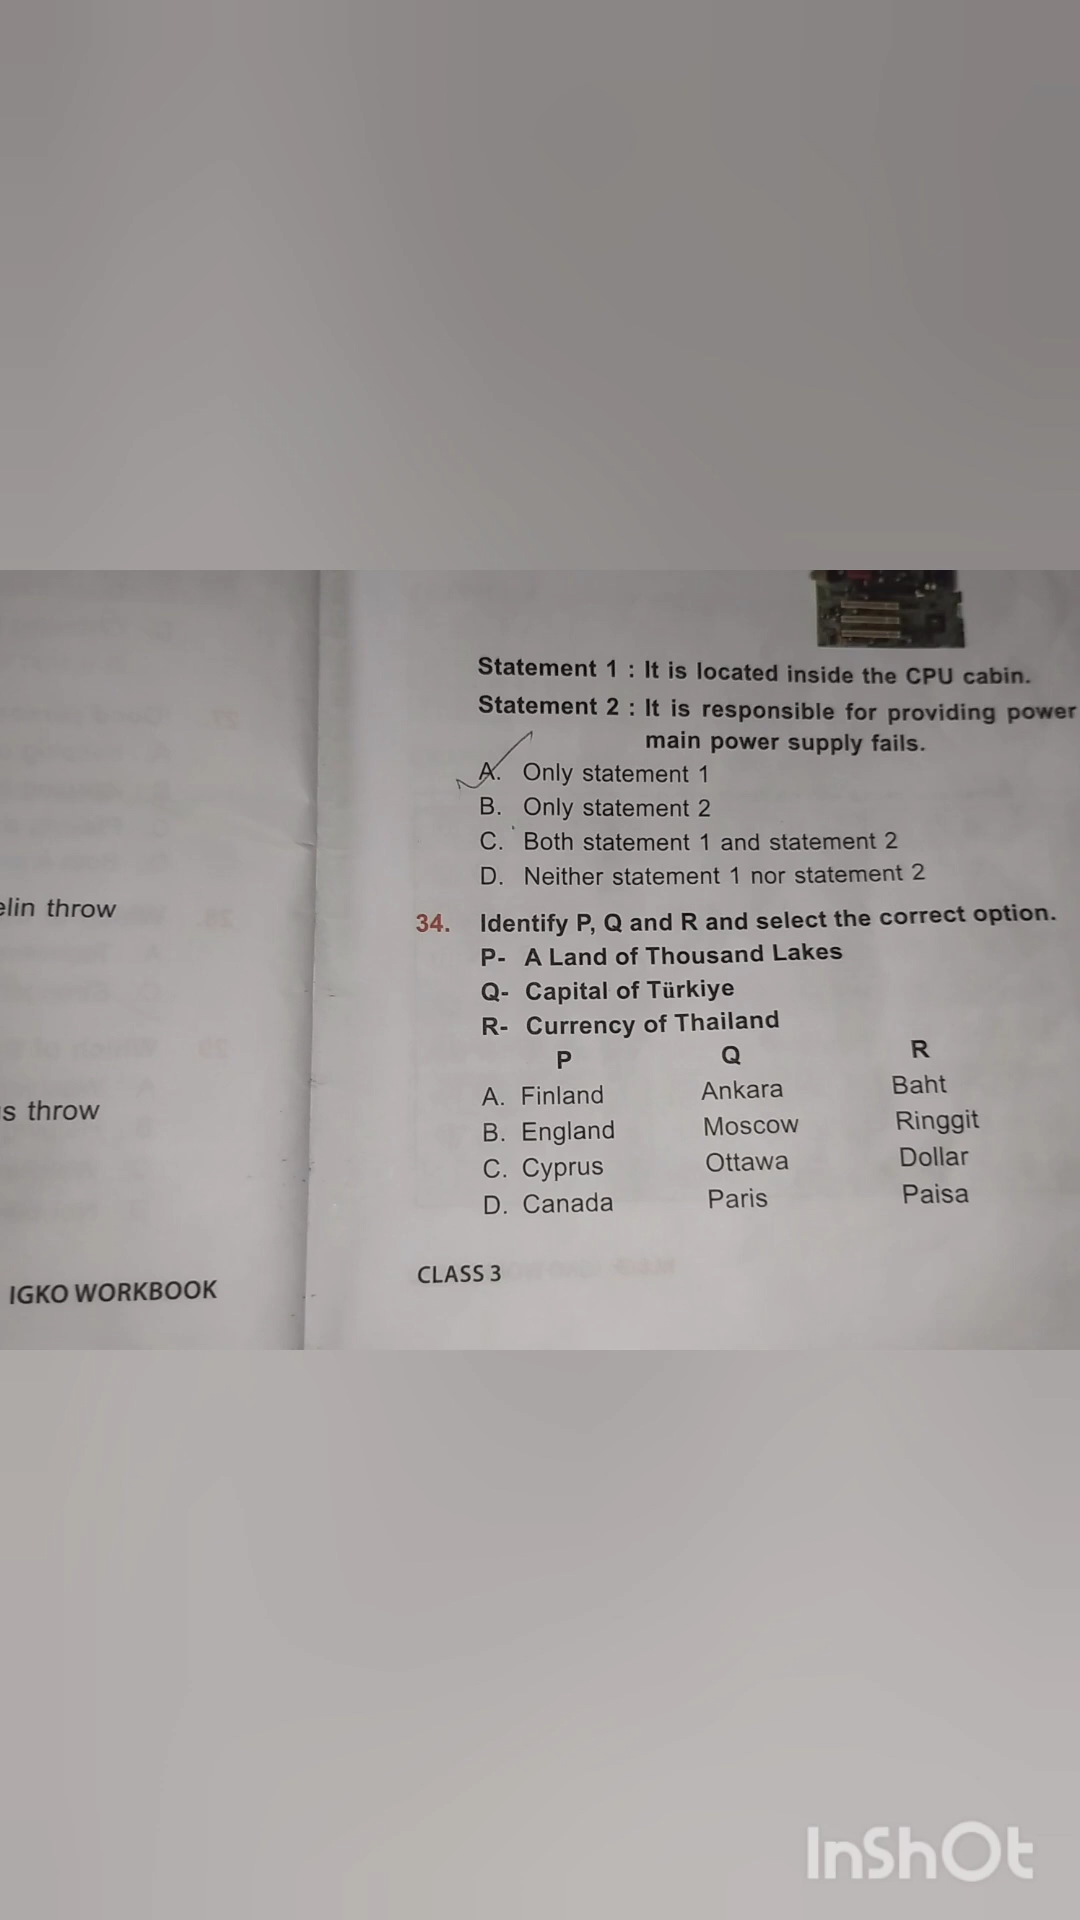 Statement 1 : It is located inside the CPU cabin.
Statement 2 : It is responsible for providing power
main power supply fails.
A. Only statement 1
B. Only statement 2
C. Both statement 1 and statement 2
D. Neither statement 1 nor statement 2
elin throw
34. Identify P, Q and R and select the correct option.
P- A Land of Thousand Lakes
Q- Capital of Türkiye
R- Currency of Thailand
P Q R
A. Finland Ankara Baht
s throw
B. England Moscow Ringgit
C. Cyprus Ottawa Dollar
D. Canada Paris Paisa
IGKO WORKBOOK
CLASS 3
InShOt